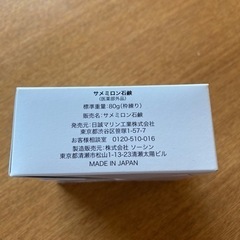 サメミロン石鹸
(医薬部外品)
標準重量:80g(枠練り)
販売名:サメミロン石鹸
発売元:日誠マリン工業株式会社
東京都渋谷区笹塚1-57-7
お客様相談室 0120-510-016
製造販売元:株式会社 ソーシン
東京都清瀬市松山1-13-23清瀬太陽ビル
MADE IN JAPAN